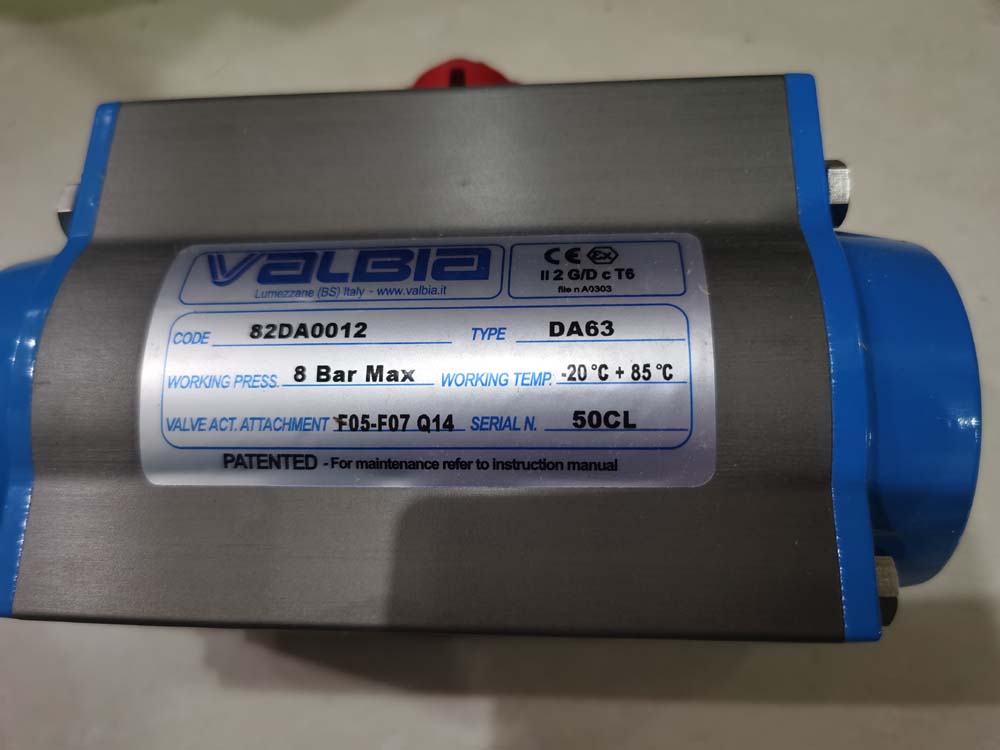 VALBIA
Lumezzane (BS) Italy - www.valbia.it
CE Ex
II 2 G/D c T6
file n A0303
CODE 82DA0012 TYPE DA63
WORKING PRESS. 8 Bar Max WORKING TEMP. -20 °C + 85 °C
VALVE ACT. ATTACHMENT F05-F07 Q14 SERIAL N. 50CL
PATENTED - For maintenance refer to instruction manual